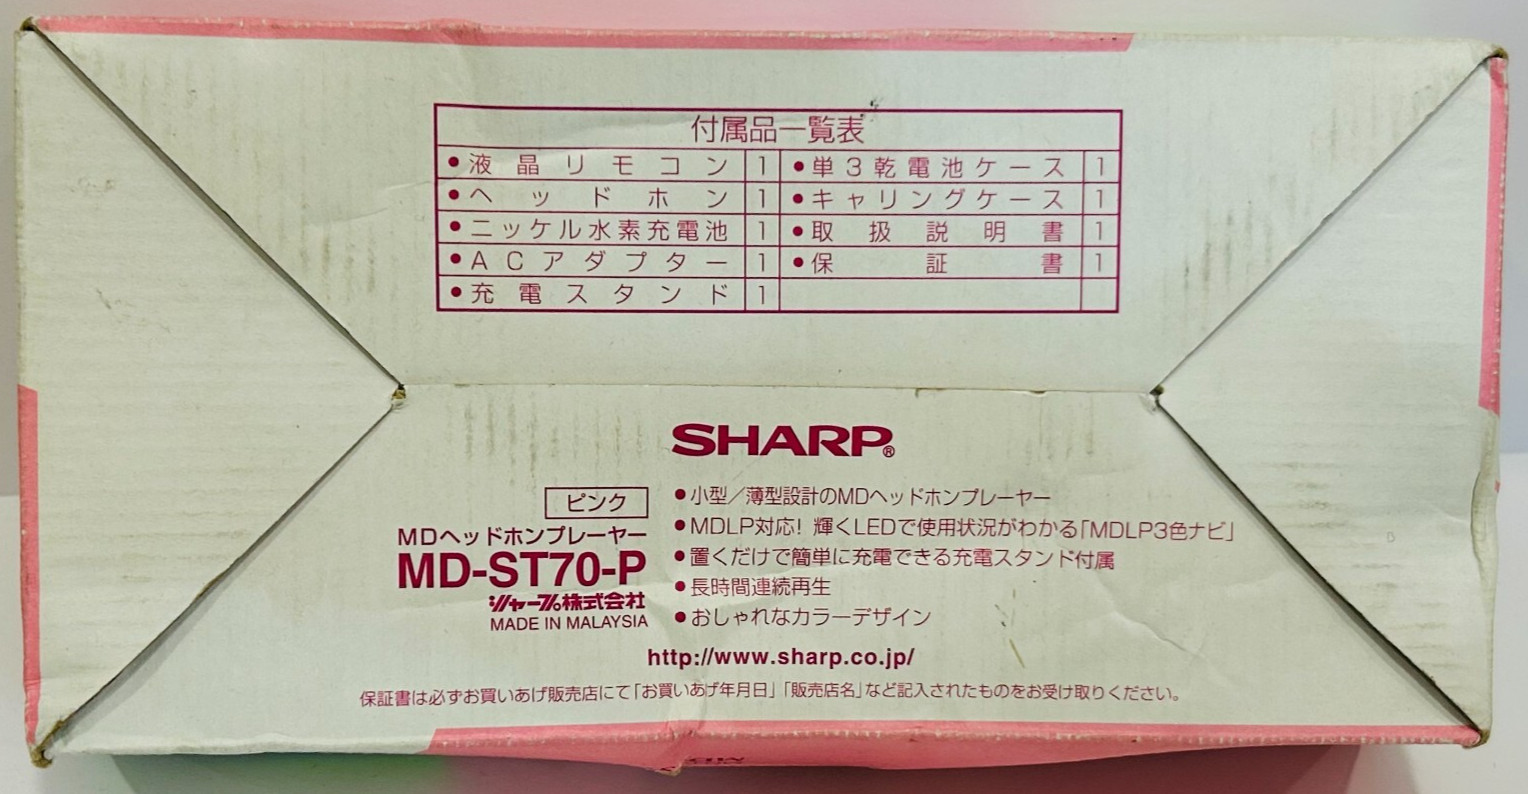 付属品一覧表
●液晶リモコン 1 ●単3乾電池ケース 1
●ヘッドホン 1 ●キャリングケース 1
●ニッケル水素充電池 1 ●取扱説明書 1
●ACアダプター 1 ●保証書 1
●充電スタンド 1
SHARP®
ピンク
MDヘッドホンプレーヤー
MD-ST70-P
シャープ株式会社
MADE IN MALAYSIA
●小型/薄型設計のMDヘッドホンプレーヤー
●MDLP対応!輝くLEDで使用状況がわかる「MDLP3色ナビ」
●置くだけで簡単に充電できる充電スタンド付属
●長時間連続再生
●おしゃれなカラーデザイン
http://www.sharp.co.jp/
保証書は必ずお買いあげ販売店にて「お買いあげ年月日」「販売店名」など記入されたものをお受け取りください。